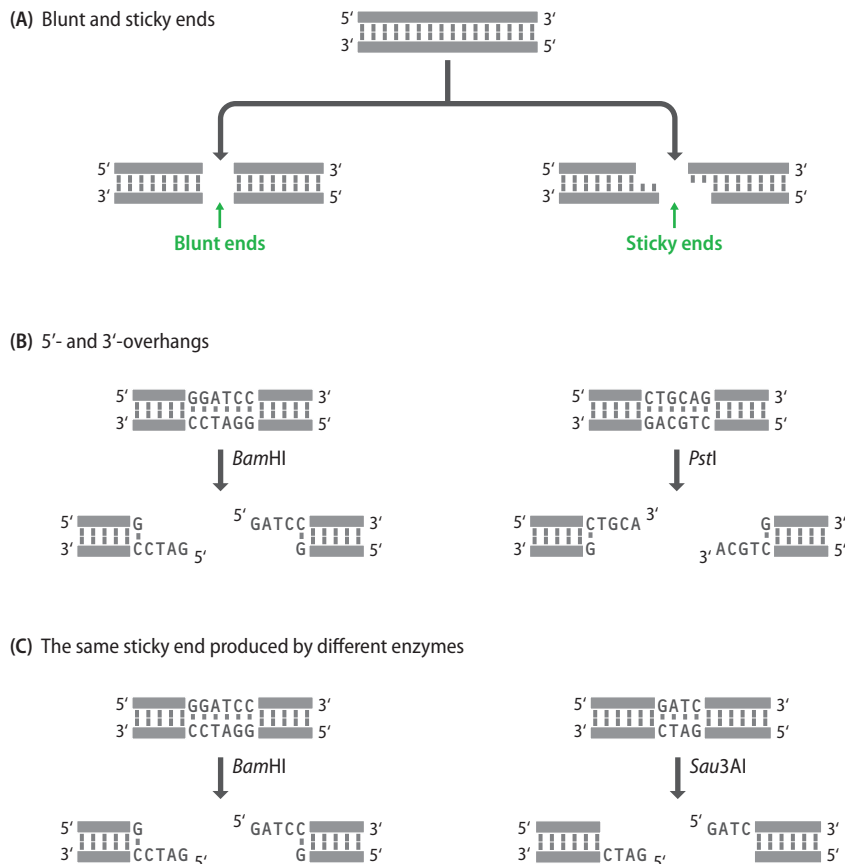 (A) Blunt and sticky ends
5‘ 3‘
3‘ 5‘
5‘ 3‘ 5‘ 3‘
3‘ 5‘ 3‘ 5‘
Blunt ends Sticky ends
(B) 5’- and 3‘-overhangs
5‘ GGATCC 3‘ 5‘ CTGCAG 3‘
3‘ CCTAGG 5‘ 3‘ GACGTC 5‘
BamHI PstI
5‘ G 5‘ GATCC 3‘ 5‘ CTGCA 3‘ G 3‘
3‘ CCTAG 5‘ G 5‘ 3‘ G 3‘ ACGTC 5‘
(C) The same sticky end produced by different enzymes
5‘ GGATCC 3‘ 5‘ GATC 3‘
3‘ CCTAGG 5‘ 3‘ CTAG 5‘
BamHI Sau3AI
5‘ G 5‘ GATCC 3‘ 5‘ 5‘ GATC 3‘
3‘ CCTAG 5‘ G 5‘ 3‘ CTAG 5‘ 5‘